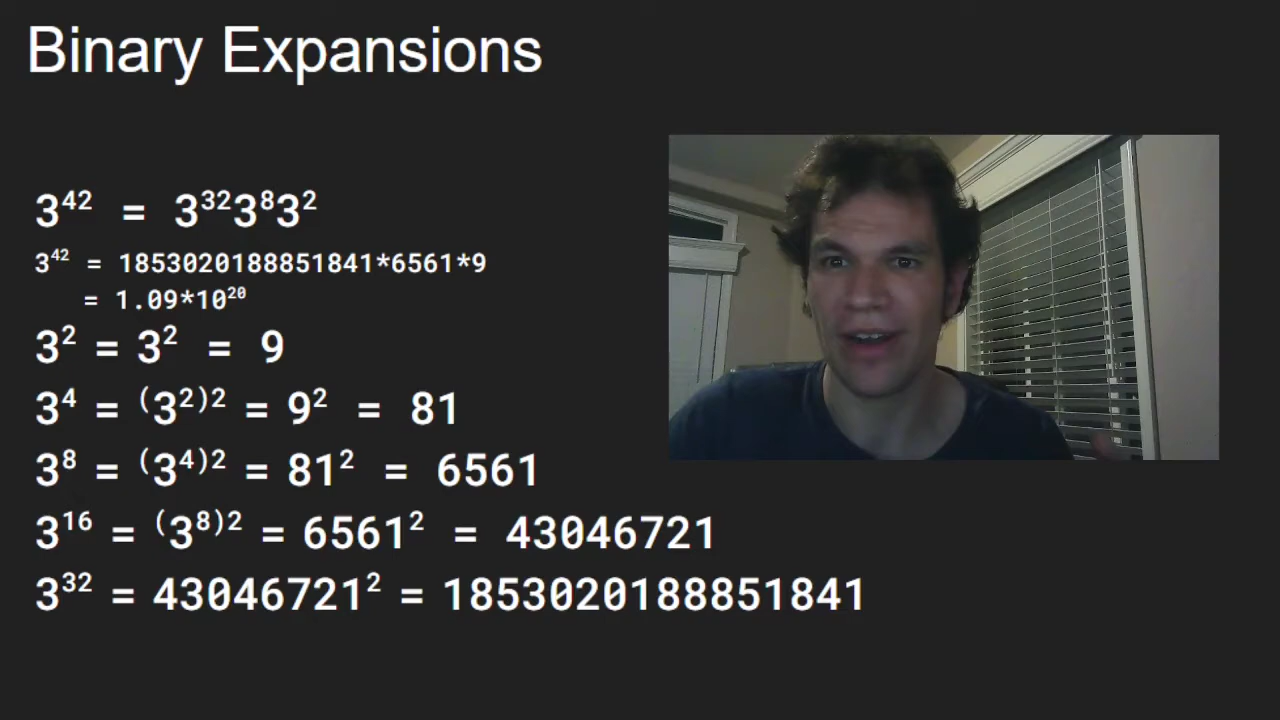 Binary Expansions
3⁴² = 3³²3⁸3²
3⁴² = 1853020188851841*6561*9
= 1.09*10²⁰
3² = 3² = 9
3⁴ = ⁽3²⁾² = 9² = 81
3⁸ = ⁽3⁴⁾² = 81² = 6561
3¹⁶ = ⁽3⁸⁾² = 6561² = 43046721
3³² = 43046721² = 1853020188851841